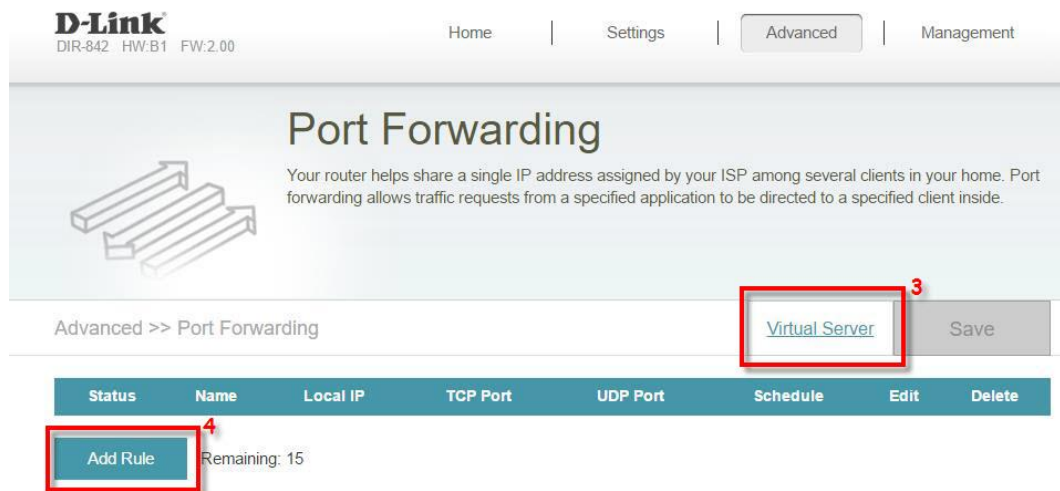 D-Link
DIR-842 HW:B1 FW:2.00
Home | Settings | Advanced | Management
Port Forwarding
Your router helps share a single IP address assigned by your ISP among several clients in your home. Port
forwarding allows traffic requests from a specified application to be directed to a specified client inside.
3
Advanced >> Port Forwarding
Virtual Server
Save
Status Name Local IP TCP Port UDP Port Schedule Edit Delete
4
Add Rule
Remaining: 15